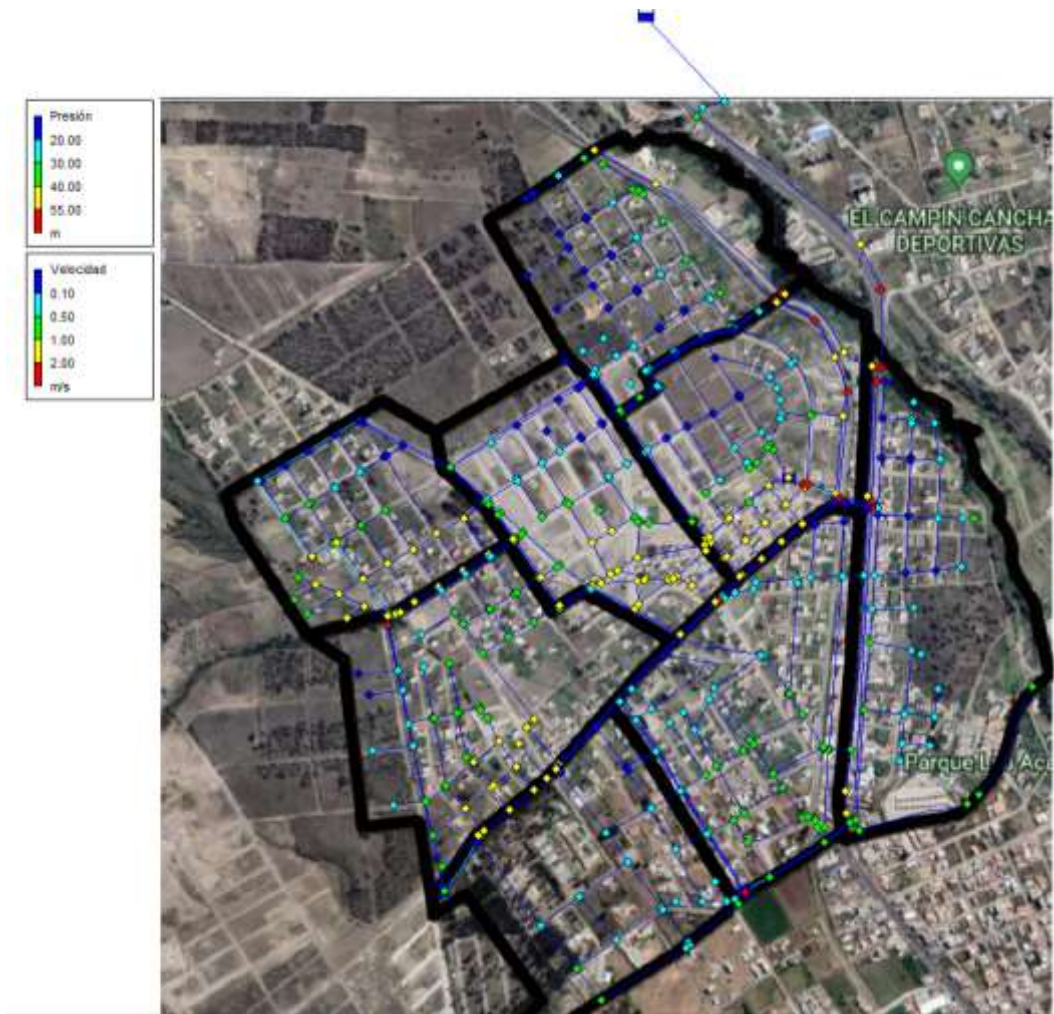 Presión
20.00
30.00
40.00
55.00
m
Velocidad
0.10
0.50
1.00
2.00
m/s
EL CAMPIN CANCHA
DEPORTIVAS
Parque L
Aca